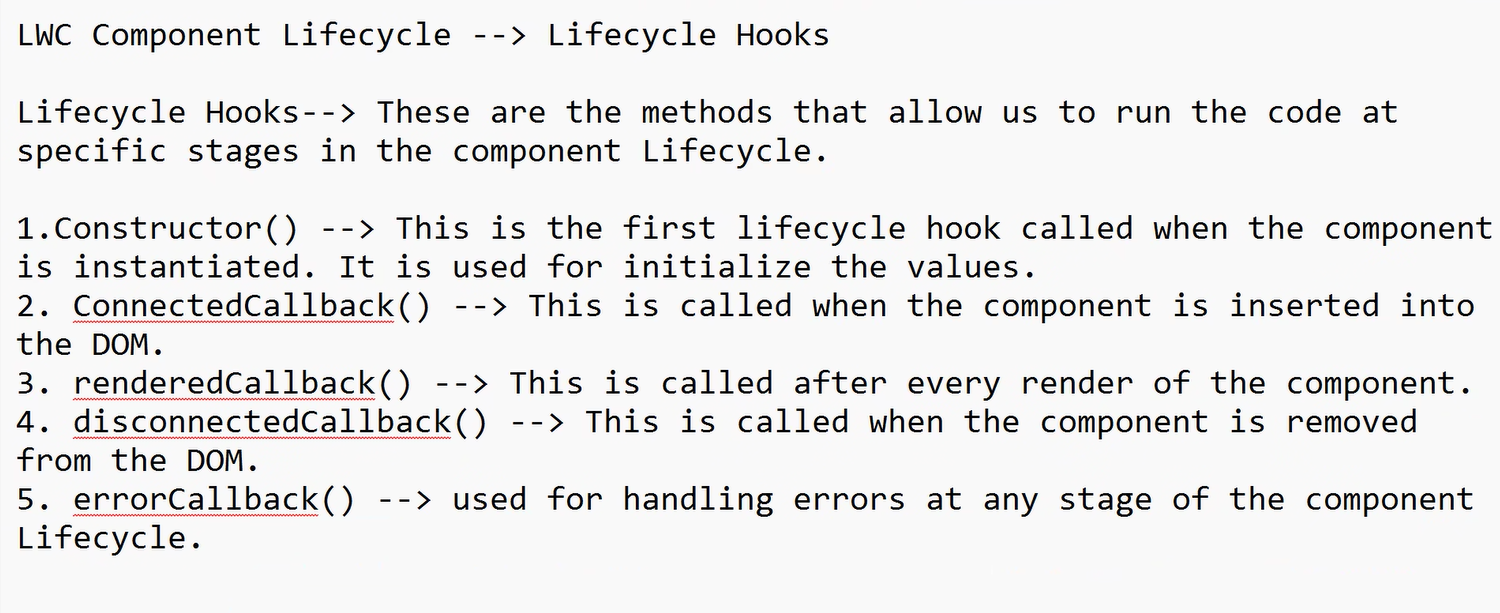 LWC Component Lifecycle --> Lifecycle Hooks
Lifecycle Hooks--> These are the methods that allow us to run the code at
specific stages in the component Lifecycle.
1.Constructor() --> This is the first lifecycle hook called when the component
is instantiated. It is used for initialize the values.
2. ConnectedCallback() --> This is called when the component is inserted into
the DOM.
3. renderedCallback() --> This is called after every render of the component.
4. disconnectedCallback() --> This is called when the component is removed
from the DOM.
5. errorCallback() --> used for handling errors at any stage of the component
Lifecycle.